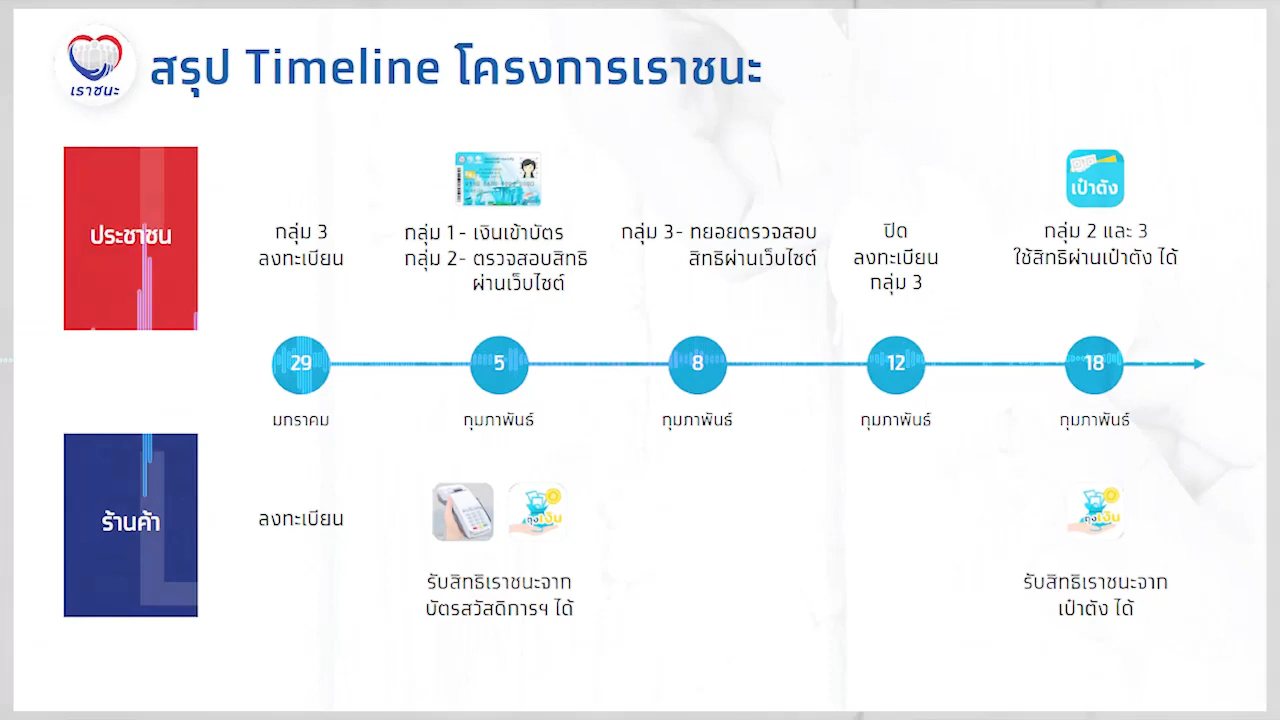 เราชนะ
สรุป Timeline โครงการเราชนะ
ประชาชน
กลุ่ม 3
ลงทะเบียน
กลุ่ม 1 - เงินเข้าบัตร
กลุ่ม 2- ตรวจสอบสิทธิ
ผ่านเว็บไซต์
กลุ่ม 3- ทยอยตรวจสอบ
สิทธิผ่านเว็บไซต์
ปิด
ลงทะเบียน
กลุ่ม 3
เป๋าตัง
กลุ่ม 2 และ 3
ใช้สิทธิผ่านเป๋าตัง ได้
29
5
8
12
18
มกราคม
กุมภาพันธ์
กุมภาพันธ์
กุมภาพันธ์
กุมภาพันธ์
ร้านค้า
ลงทะเบียน
ถุงเงิน
รับสิทธิเราชนะจาก
บัตรสวัสดิการฯ ได้
ถุงเงิน
รับสิทธิเราชนะจาก
เป๋าตัง ได้